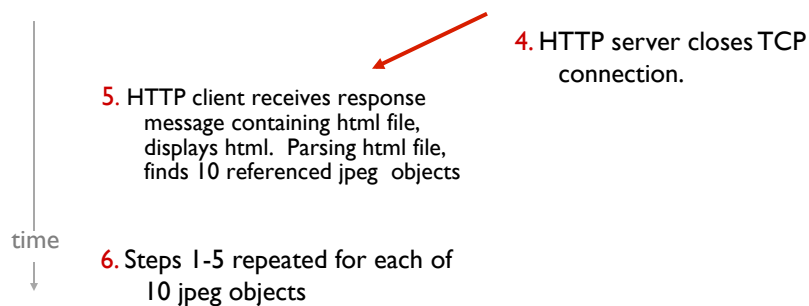 4. HTTP server closes TCP
connection.
5. HTTP client receives response
message containing html file,
displays html. Parsing html file,
finds 10 referenced jpeg objects
time
6. Steps 1-5 repeated for each of
10 jpeg objects